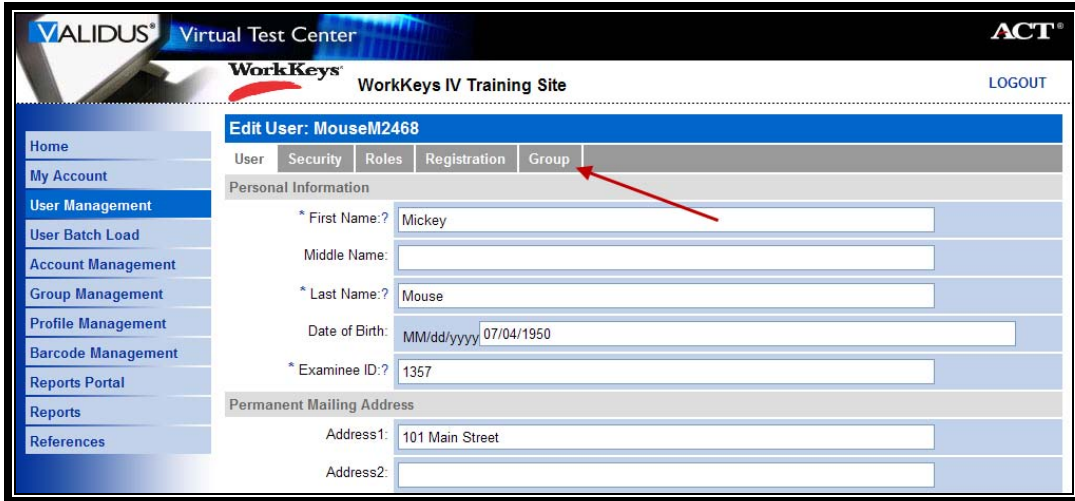 VALIDUS® Virtual Test Center
ACT®
WorkKeys®
WorkKeys IV Training Site
LOGOUT
Home
My Account
User Management
User Batch Load
Account Management
Group Management
Profile Management
Barcode Management
Reports Portal
Reports
References
Edit User: MouseM2468
User Security Roles Registration Group
Personal Information
* First Name:? Mickey
Middle Name:
* Last Name:? Mouse
Date of Birth: MM/dd/yyyy 07/04/1950
* Examinee ID:? 1357
Permanent Mailing Address
Address1: 101 Main Street
Address2: